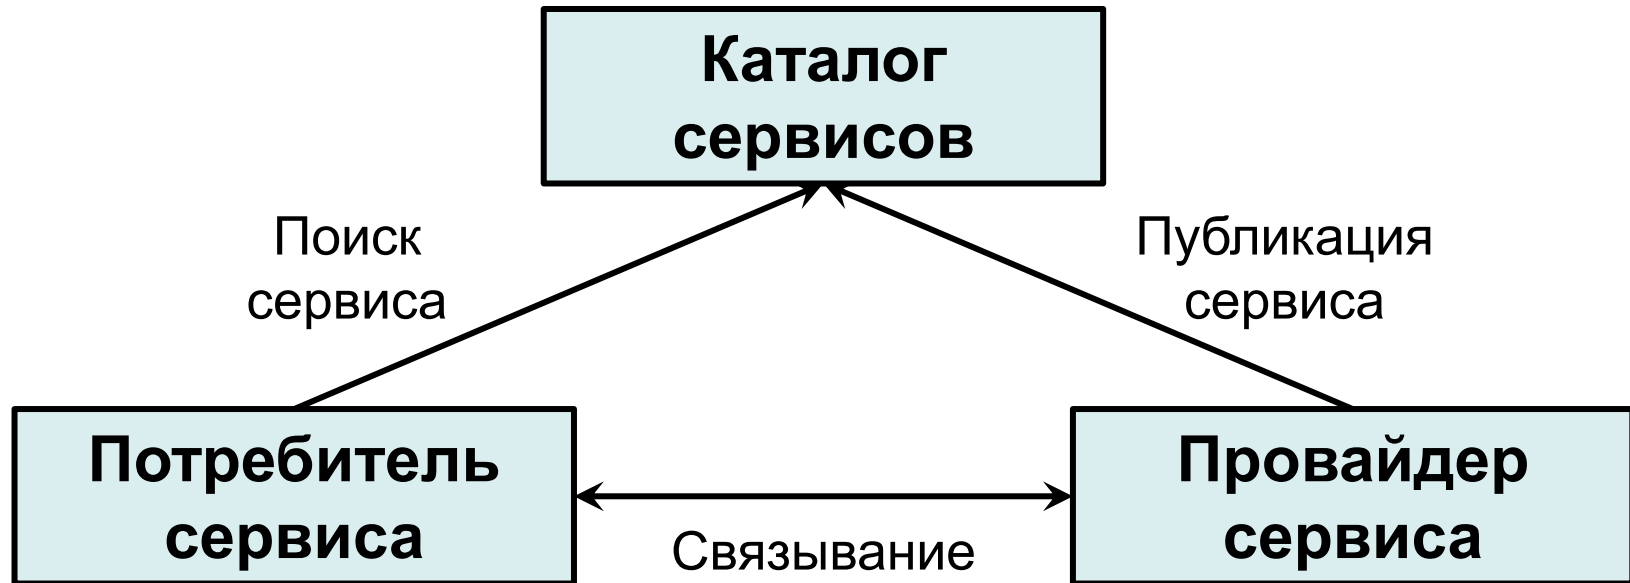 Каталог
сервисов
Поиск
сервиса
Публикация
сервиса
Потребитель
сервиса
Связывание
Провайдер
сервиса